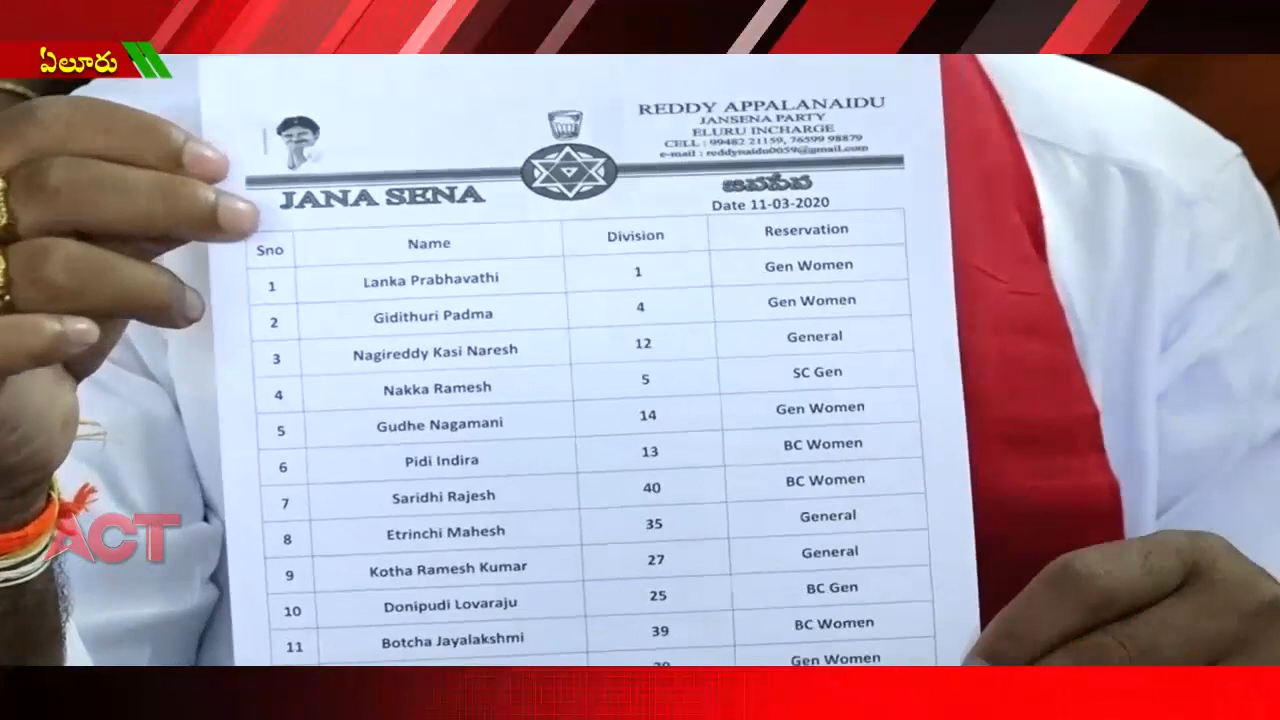 ఏలూరు
REDDY APPALANAIDU
JANSENA PARTY
ELURU INCHARGE
CELL : 99482 21159, 76599 98879
e-mail : reddynaidu0059@gmail.com
JANA SENA
జనసేన
Date 11-03-2020
Sno Name Division Reservation
1 Lanka Prabhavathi 1 Gen Women
2 Gidithuri Padma 4 Gen Women
3 Nagireddy Kasi Naresh 12 General
4 Nakka Ramesh 5 SC Gen
5 Gudhe Nagamani 14 Gen Women
6 Pidi Indira 13 BC Women
7 Saridhi Rajesh 40 BC Women
8 Etrinchi Mahesh 35 General
9 Kotha Ramesh Kumar 27 General
10 Donipudi Lovaraju 25 BC Gen
11 Botcha Jayalakshmi 39 BC Women
Gen Women
ACT